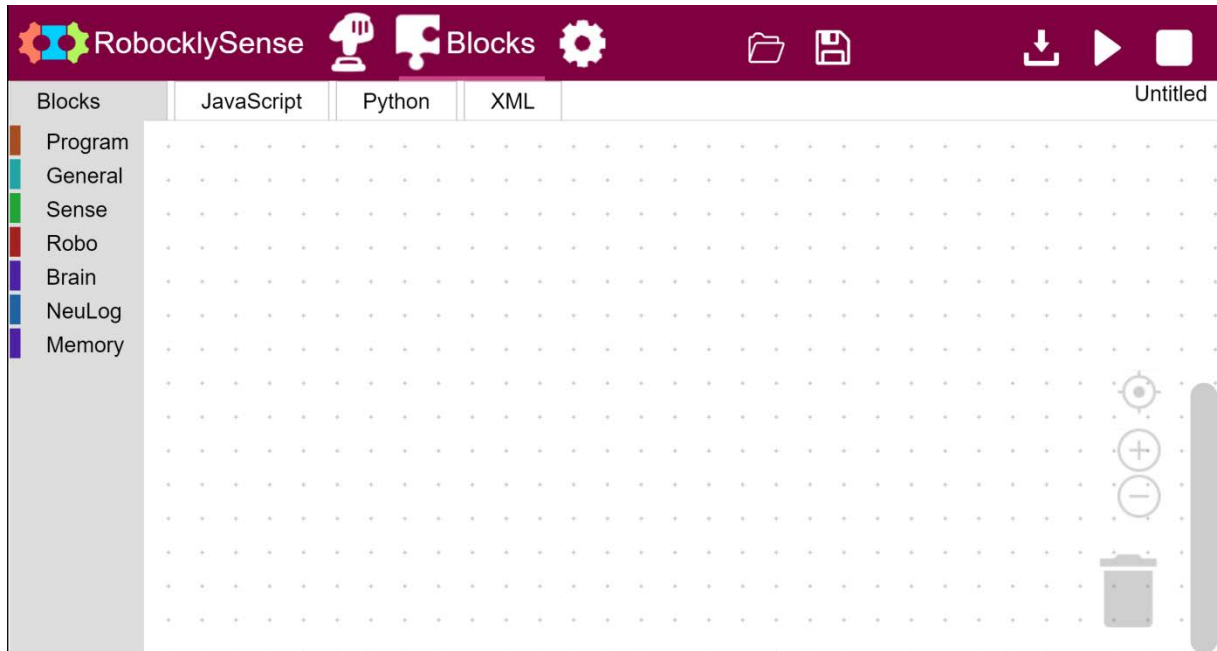 RobocklySense Blocks
Blocks JavaScript Python XML Untitled
Program
General
Sense
Robo
Brain
NeuLog
Memory